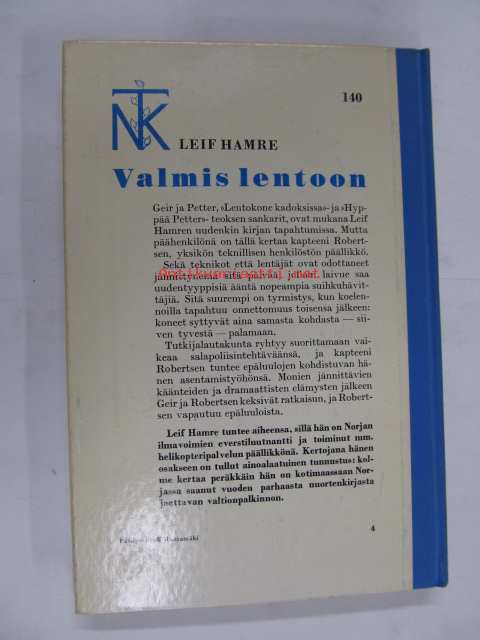 NTK
140
LEIF HAMRE
Valmis lentoon
Geir ja Petter, »Lentokone kadoksissa»- ja »Hyp-
pää Petter»- teoksen sankarit, ovat mukana Leif
Hamren uudenkin kirjan tapahtumissa. Mutta
päähenkilönä on tällä kertaa kapteeni Robert-
sen, yksikön teknillisen henkilöstön päällikkö.
Sekä teknikot että lentäjät ovat odottaneet
jännittyneinä sitä päivää, jolloin laivue saa
uudentyyppisiä ääntä nopeampia suihkuhävit-
täjiä. Sitä suurempi on tyrmistys, kun koelen-
noilla tapahtuu onnettomuus toisensa jälkeen:
koneet syttyvät aina samasta kohdasta — sii-
ven tyvestä — palamaan.
Tutkijalautakunta ryhtyy suorittamaan vai-
keaa salapoliisintehtäväänsä, ja kapteeni
Robertsen tuntee epäluulojen kohdistuvan hä-
nen asentamistyöhönsä. Monien jännittävien
käänteiden ja dramaattisten elämysten jälkeen
Geir ja Robertsen keksivät ratkaisun, ja Robert-
sen vapautuu epäluuloista.
Leif Hamre tuntee aiheensa, sillä hän on Norjan
ilmavoimien everstiluutnantti ja toiminut mm.
helikopteripalvelun päällikkönä. Kertojana hänen
osakseen on tullut ainoalaatuinen tunnustus: kol-
me kertaa peräkkäin hän on kotimaassaan Nor-
jassa saanut vuoden parhaasta nuortenkirjasta
jaettavan valtionpalkinnon.
4